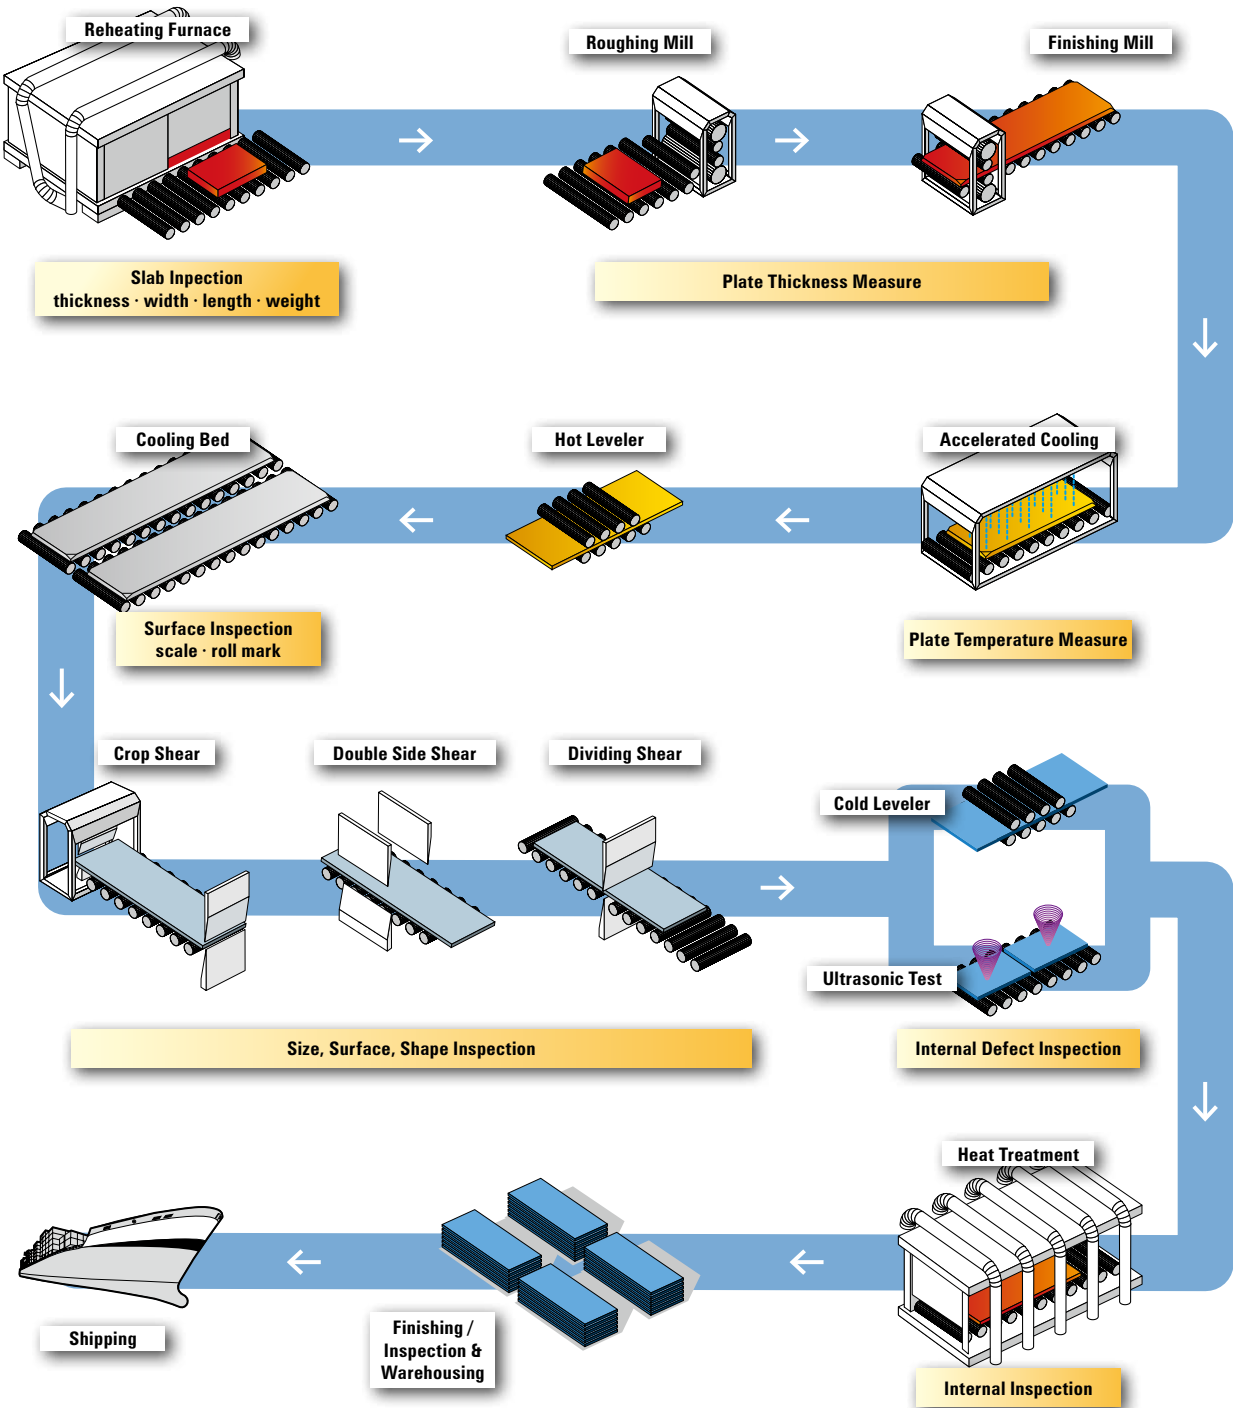 Reheating Furnace
Roughing Mill
Finishing Mill
Slab Inpection
thickness · width · length · weight
Plate Thickness Measure
Cooling Bed
Hot Leveler
Accelerated Cooling
Surface Inspection
scale · roll mark
Plate Temperature Measure
Crop Shear
Double Side Shear
Dividing Shear
Cold Leveler
Ultrasonic Test
Size, Surface, Shape Inspection
Internal Defect Inspection
Heat Treatment
Shipping
Finishing /
Inspection &
Warehousing
Internal Inspection